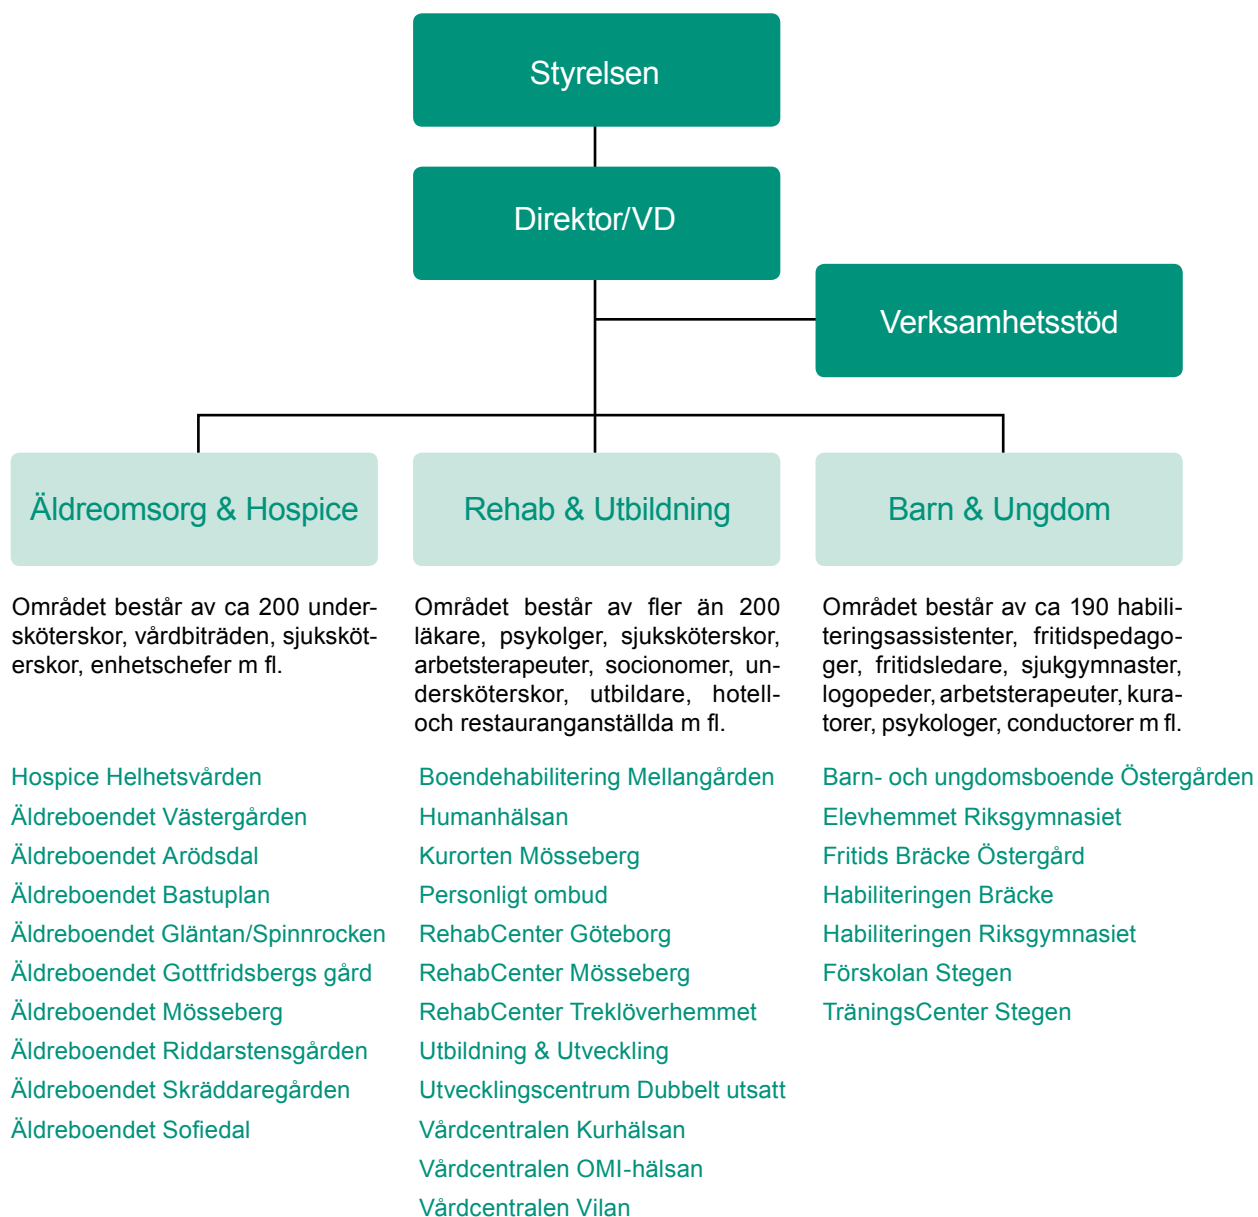 Styrelsen
Direktor/VD
Verksamhetsstöd
Äldreomsorg & Hospice
Området består av ca 200 under-
sköterskor, vårdbiträden, sjuksköt-
erskor, enhetschefer m fl.
Hospice Helhetsvården
Äldreboendet Västergården
Äldreboendet Arödsdal
Äldreboendet Bastuplan
Äldreboendet Gläntan/Spinnrocken
Äldreboendet Gottfridsbergs gård
Äldreboendet Mösseberg
Äldreboendet Riddarstensgården
Äldreboendet Skräddaregården
Äldreboendet Sofiedal
Rehab & Utbildning
Området består av fler än 200
läkare, psykolger, sjuksköterskor,
arbetsterapeuter, socionomer, un-
dersköterskor, utbildare, hotell-
och restauranganställda m fl.
Boendehabilitering Mellangården
Humanhälsan
Kurorten Mösseberg
Personligt ombud
RehabCenter Göteborg
RehabCenter Mösseberg
RehabCenter Treklöverhemmet
Utbildning & Utveckling
Utvecklingscentrum Dubbelt utsatt
Vårdcentralen Kurhälsan
Vårdcentralen OMI-hälsan
Vårdcentralen Vilan
Barn & Ungdom
Området består av ca 190 habili-
teringsassistenter, fritidspedago-
ger, fritidsledare, sjukgymnaster,
logopeder, arbetsterapeuter, kura-
torer, psykologer, conductorer m fl.
Barn- och ungdomsboende Östergården
Elevhemmet Riksgymnasiet
Fritids Bräcke Östergård
Habiliteringen Bräcke
Habiliteringen Riksgymnasiet
Förskolan Stegen
TräningsCenter Stegen